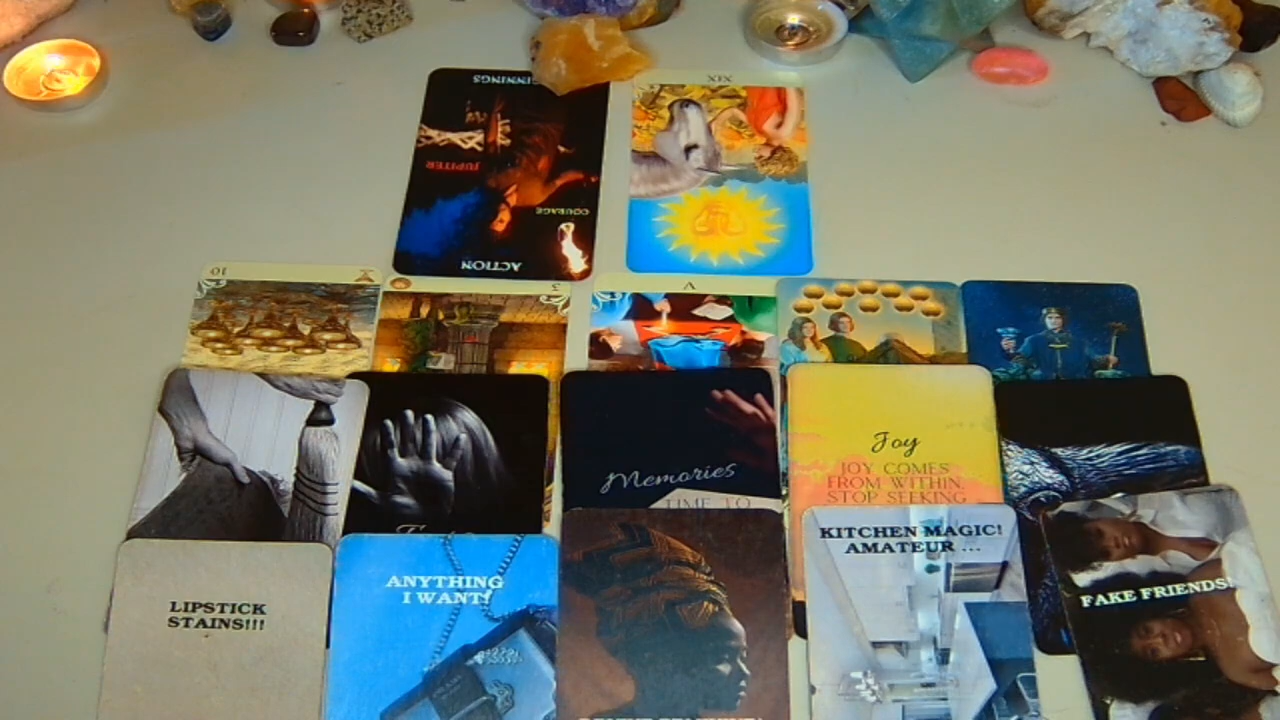 BEGINNINGS
JUPITER
COURAGE
ACTION
XIX
10
3
V
Memories
TIME TO
Joy
JOY COMES
FROM WITHIN.
STOP SEEKING
LIPSTICK
STAINS!!!
ANYTHING
I WANT!
KITCHEN MAGIC!
AMATEUR ...
FAKE FRIENDS!